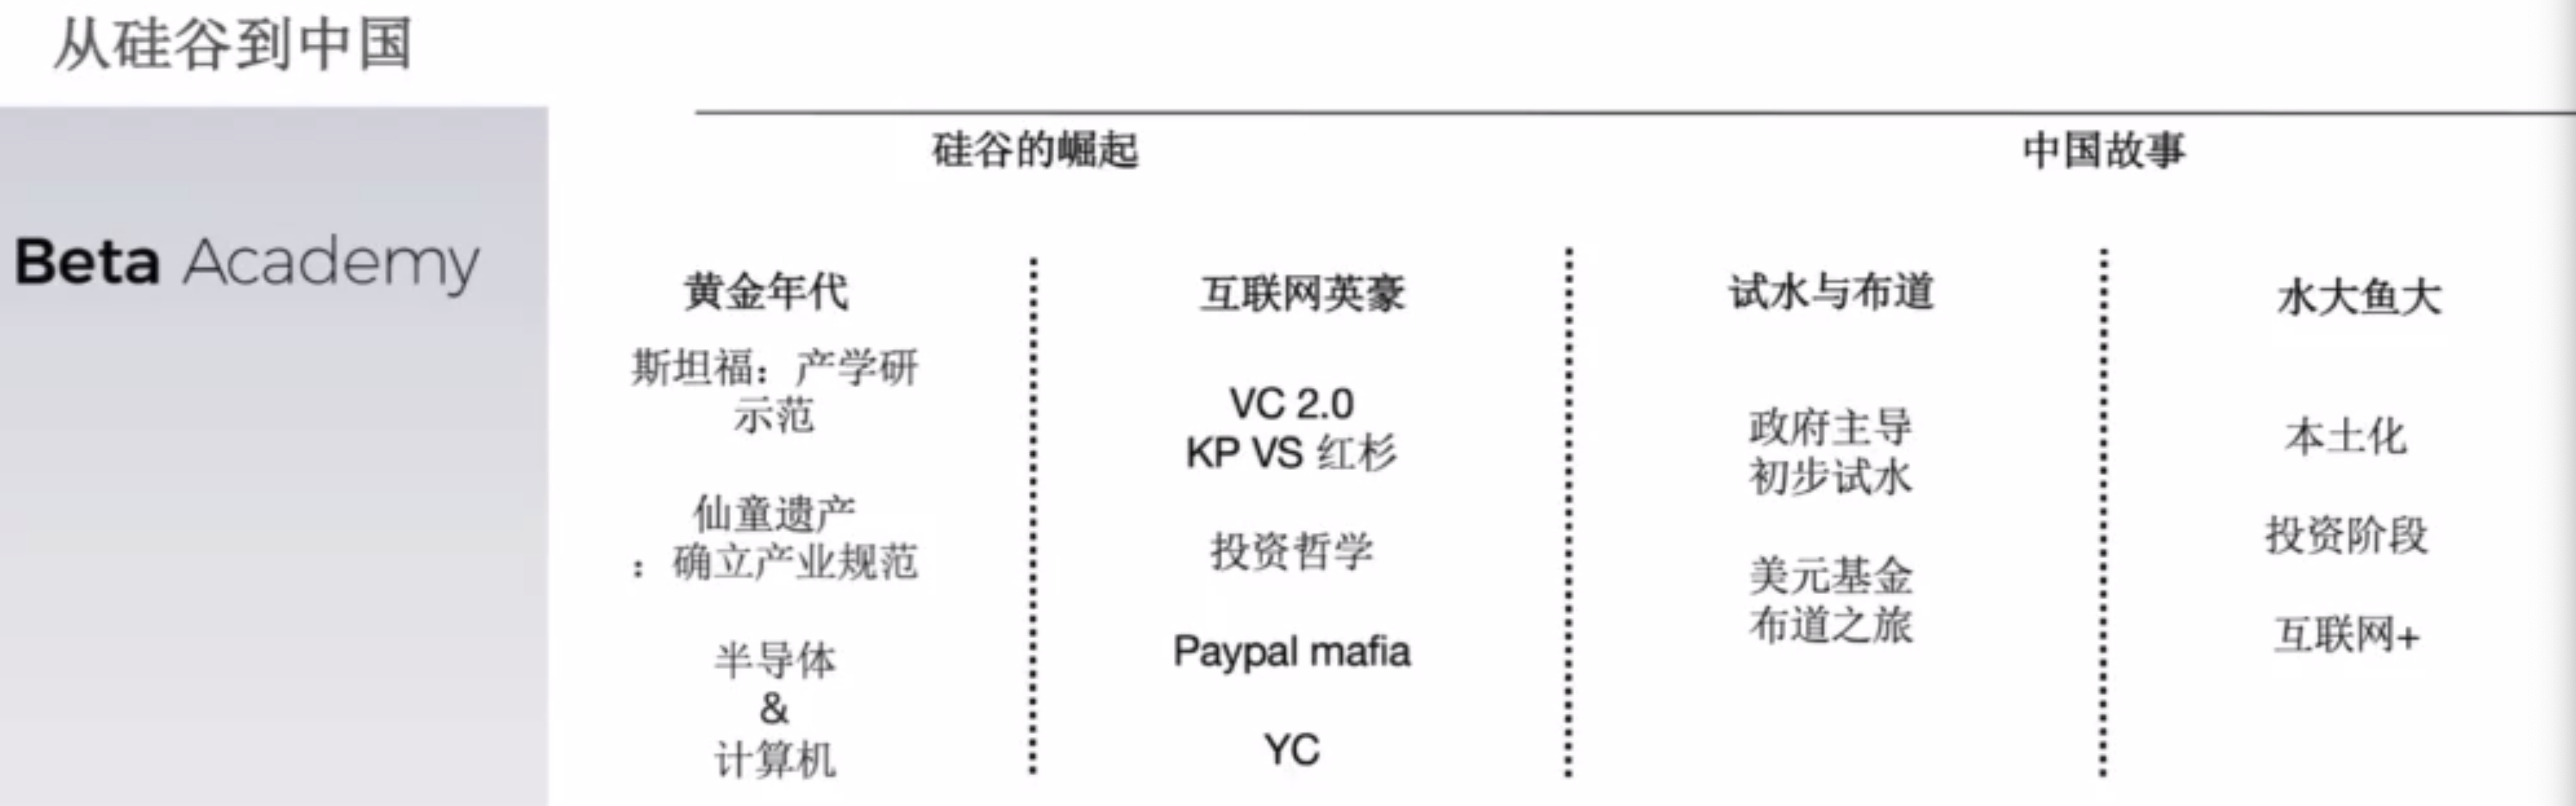 从硅谷到中国
Beta Academy
硅谷的崛起
中国故事
黄金年代
斯坦福：产学研
示范
仙童遗产
：确立产业规范
半导体
&
计算机
互联网英豪
VC 2.0
KP VS 红杉
投资哲学
Paypal mafia
YC
试水与布道
政府主导
初步试水
美元基金
布道之旅
水大鱼大
本土化
投资阶段
互联网+